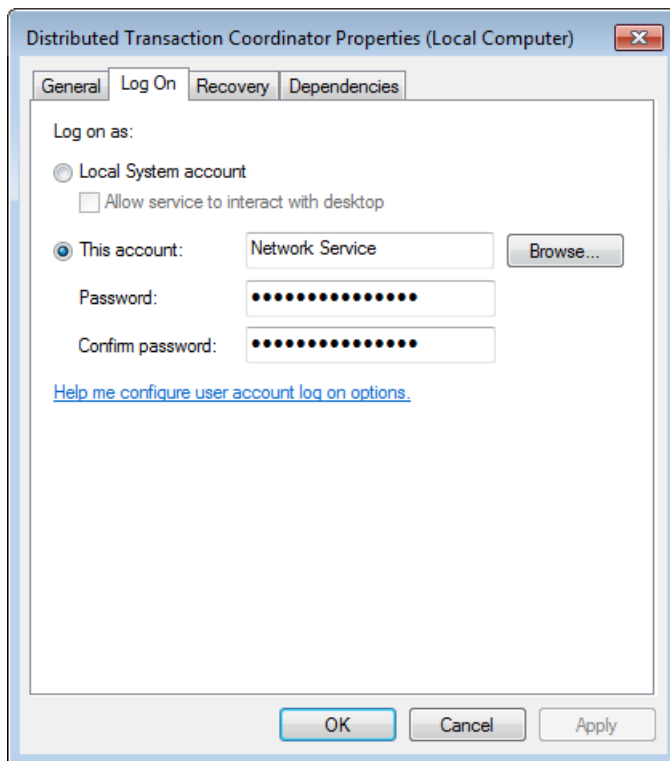 Distributed Transaction Coordinator Properties (Local Computer)
General Log On Recovery Dependencies
Log on as:
Local System account
Allow service to interact with desktop
This account: Network Service Browse...
Password: •••••••••••••••
Confirm password: •••••••••••••••
Help me configure user account log on options.
OK Cancel Apply